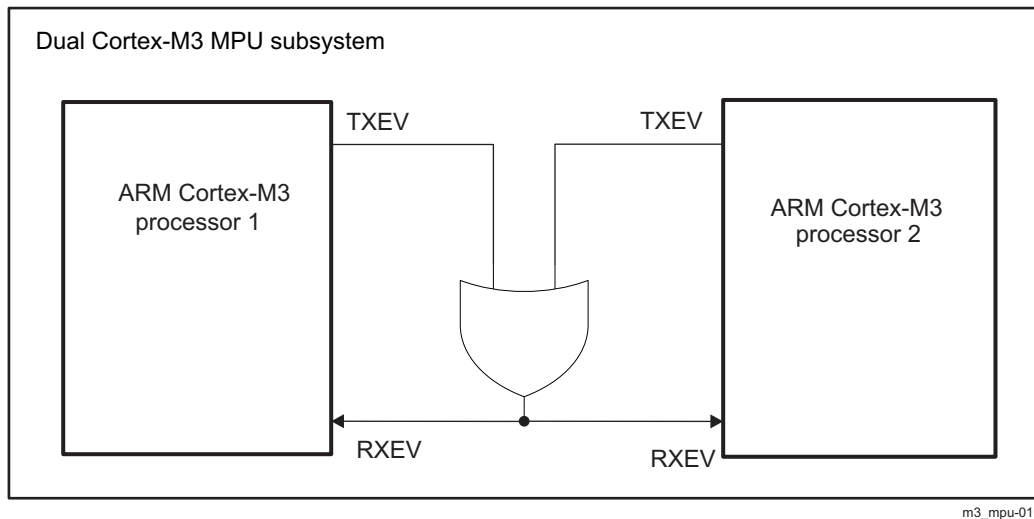 Dual Cortex-M3 MPU subsystem
TXEV
TXEV
ARM Cortex-M3
processor 1
ARM Cortex-M3
processor 2
RXEV
RXEV
m3_mpu-01